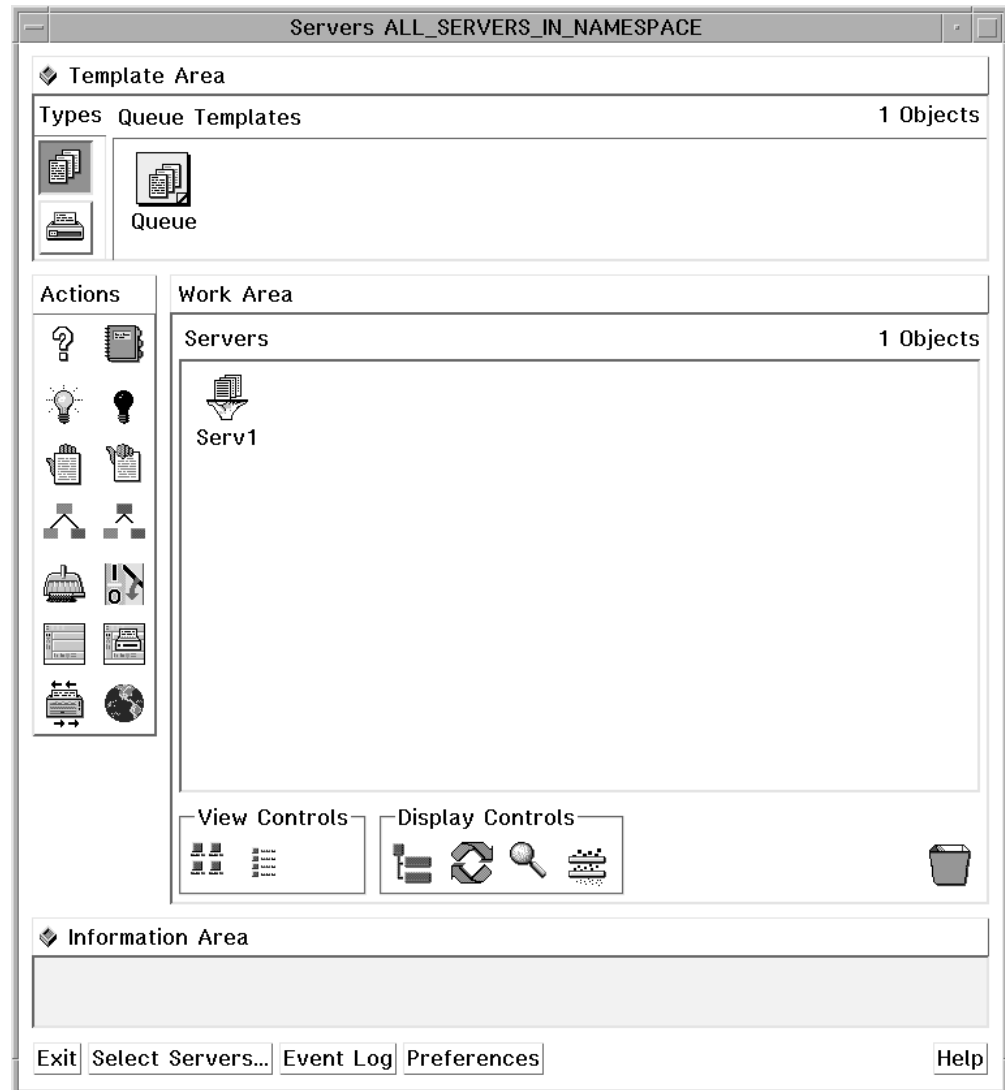 Servers ALL_SERVERS_IN_NAMESPACE
Template Area
Types Queue Templates 1 Objects
Queue
Actions
Work Area
Servers 1 Objects
Serv1
View Controls
Display Controls
Information Area
Exit Select Servers... Event Log Preferences Help